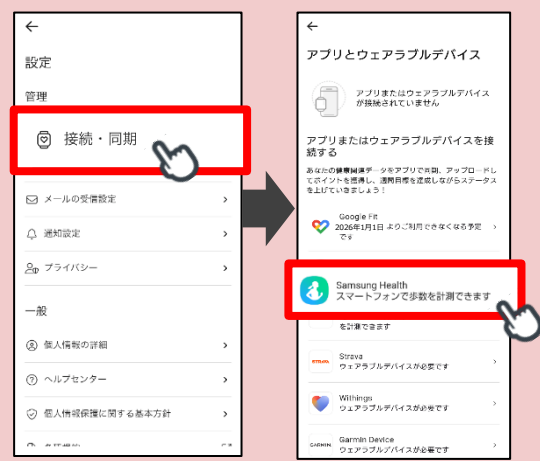 設定
管理
接続・同期
メールの受信設定
通知設定
プライバシー
一般
個人情報の詳細
ヘルプセンター
個人情報保護に関する基本方針
アプリとウェアラブルデバイス
アプリまたはウェアラブルデバイス
が接続されていません
アプリまたはウェアラブルデバイスを接
続する
あなたの健康関連データをアプリで同期、アップロードし
てポイントを獲得し、週間目標を達成しながらステータス
を上げていきましょう！
Google Fit
2026年1月1日 よりご利用できなくなる予定
です
Samsung Health
スマートフォンで歩数を計測できます
を計測できます
STRAVA
Strava
ウェアラブルデバイスが必要です
Withings
ウェアラブルデバイスが必要です
GARMIN
Garmin Device
ウェアラブルデバイスが必要です